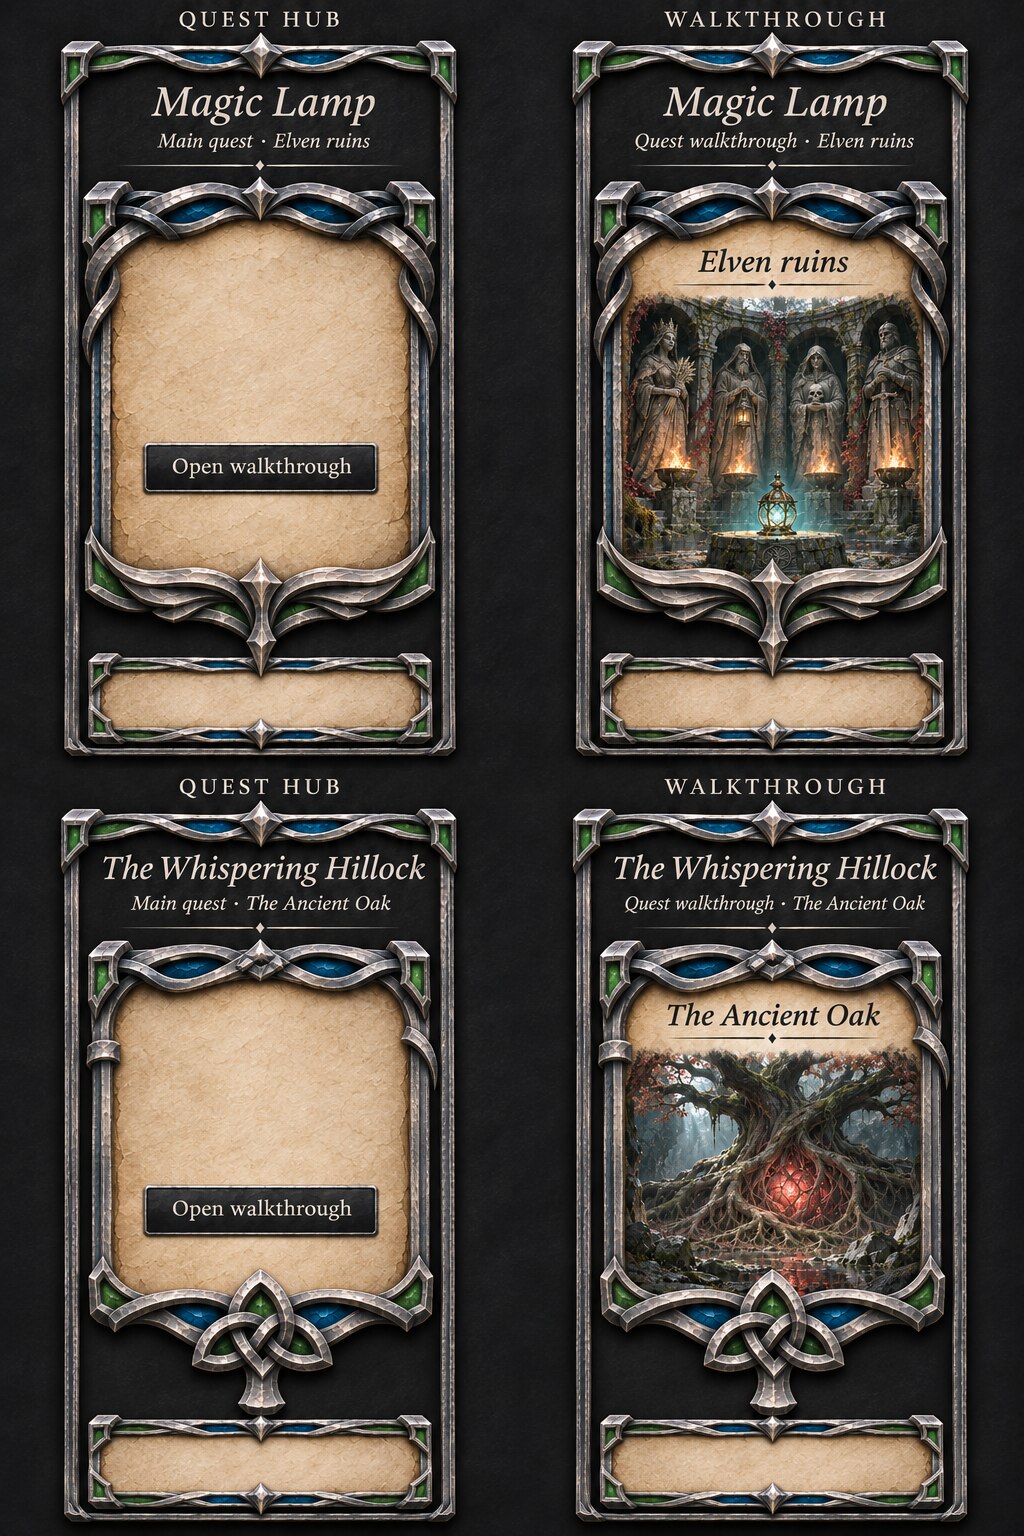 QUEST HUB
Magic Lamp
Main quest · Elven ruins
Open walkthrough
WALKTHROUGH
Magic Lamp
Quest walkthrough · Elven ruins
Elven ruins
QUEST HUB
The Whispering Hillock
Main quest · The Ancient Oak
Open walkthrough
WALKTHROUGH
The Whispering Hillock
Quest walkthrough · The Ancient Oak
The Ancient Oak